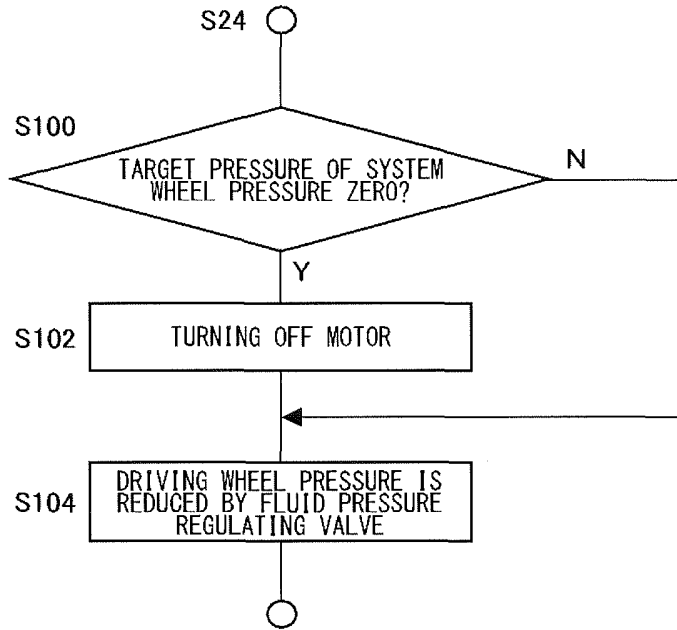 S24
S100
TARGET PRESSURE OF SYSTEM
WHEEL PRESSURE ZERO?
N
Y
S102
TURNING OFF MOTOR
S104
DRIVING WHEEL PRESSURE IS
REDUCED BY FLUID PRESSURE
REGULATING VALVE